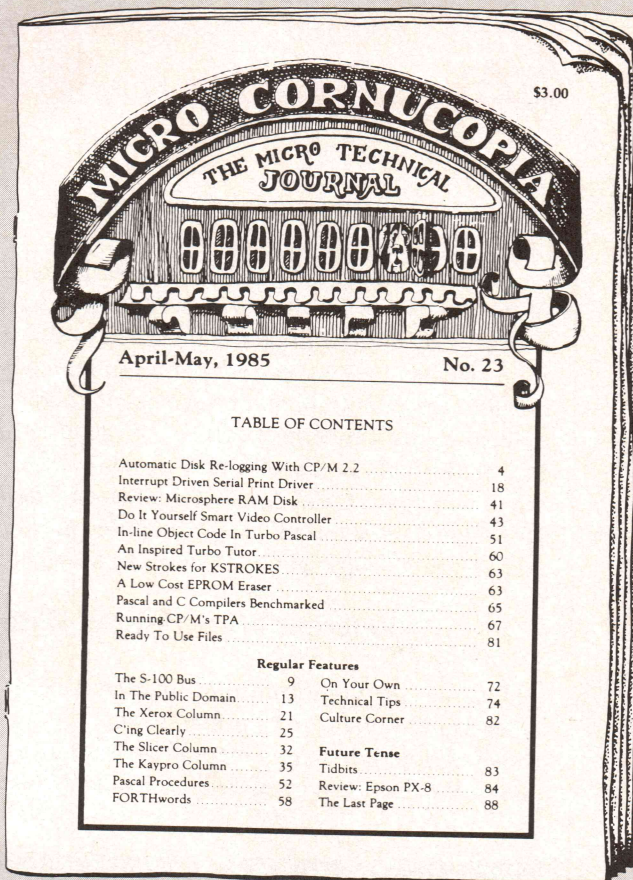 $3.00
MICRO CORNUCOPIA
THE MICRO TECHNICAL
JOURNAL
April-May, 1985 No. 23
TABLE OF CONTENTS
Automatic Disk Re-logging With CP/M 2.2 4
Interrupt Driven Serial Print Driver 18
Review: Microsphere RAM Disk 41
Do It Yourself Smart Video Controller 43
In-line Object Code In Turbo Pascal 51
An Inspired Turbo Tutor 60
New Strokes for KSTROKES 63
A Low Cost EPROM Eraser 63
Pascal and C Compilers Benchmarked 65
Running CP/M's TPA 67
Ready To Use Files 81
Regular Features
The S-100 Bus 9
In The Public Domain 13
The Xerox Column 21
C'ing Clearly 25
The Slicer Column 32
The Kaypro Column 35
Pascal Procedures 52
FORTHwords 58
On Your Own 72
Technical Tips 74
Culture Corner 82
Future Tense
Tidbits 83
Review: Epson PX-8 84
The Last Page 88